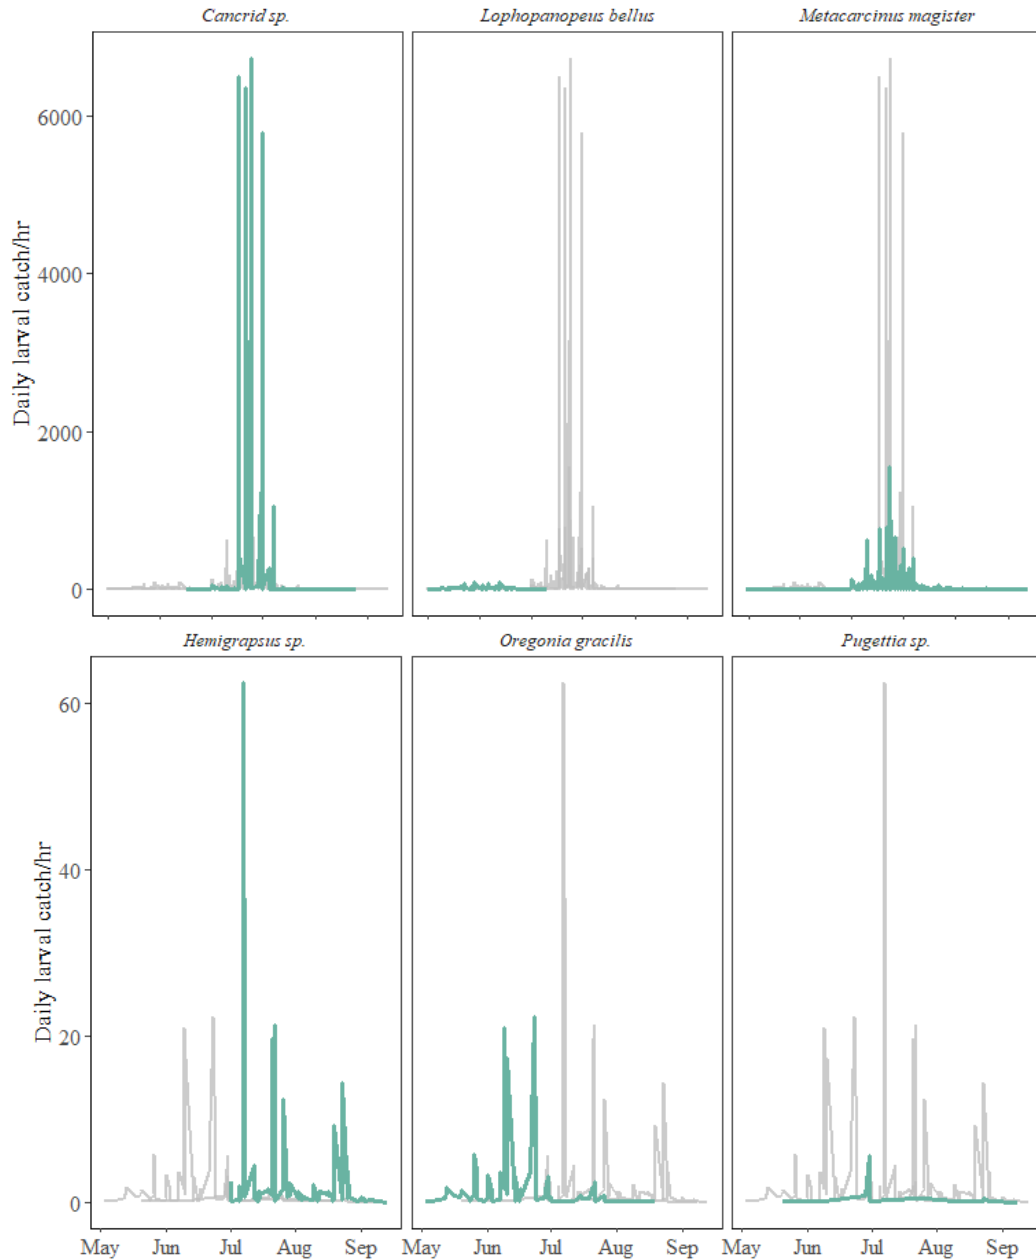 Cancrid sp. Lophopanopeus bellus Metacarcinus magister
Daily larval catch/hr
6000
4000
2000
0
Hemigrapsus sp. Oregonia gracilis Pugettia sp.
Daily larval catch/hr
60
40
20
0
May Jun Jul Aug Sep May Jun Jul Aug Sep May Jun Jul Aug Sep